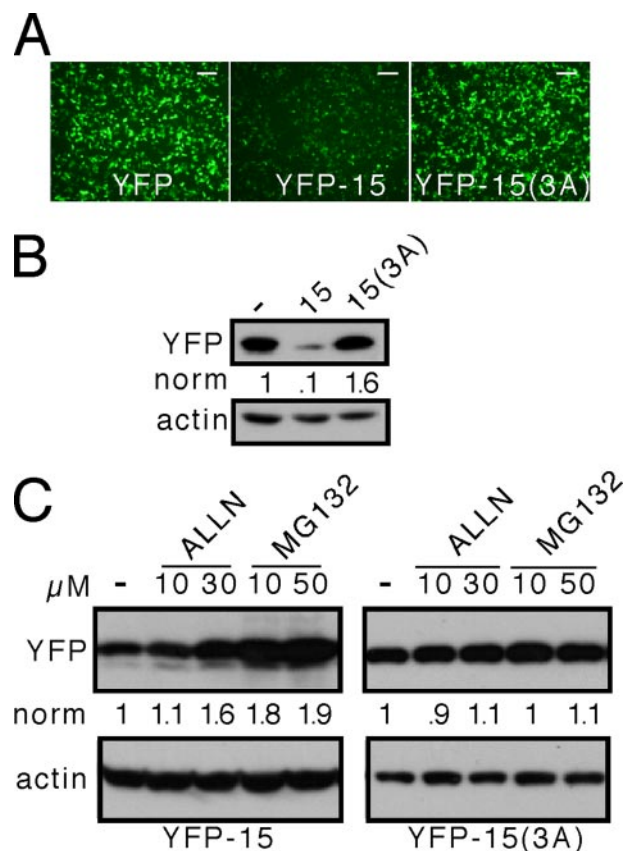 A
YFP YFP-15 YFP-15(3A)
B
- 15 15(3A)
YFP
norm 1 .1 1.6
actin
C
ALLN MG132 ALLN MG132
µM - 10 30 10 50 - 10 30 10 50
YFP
norm 1 1.1 1.6 1.8 1.9 1 .9 1.1 1 1.1
actin
YFP-15 YFP-15(3A)